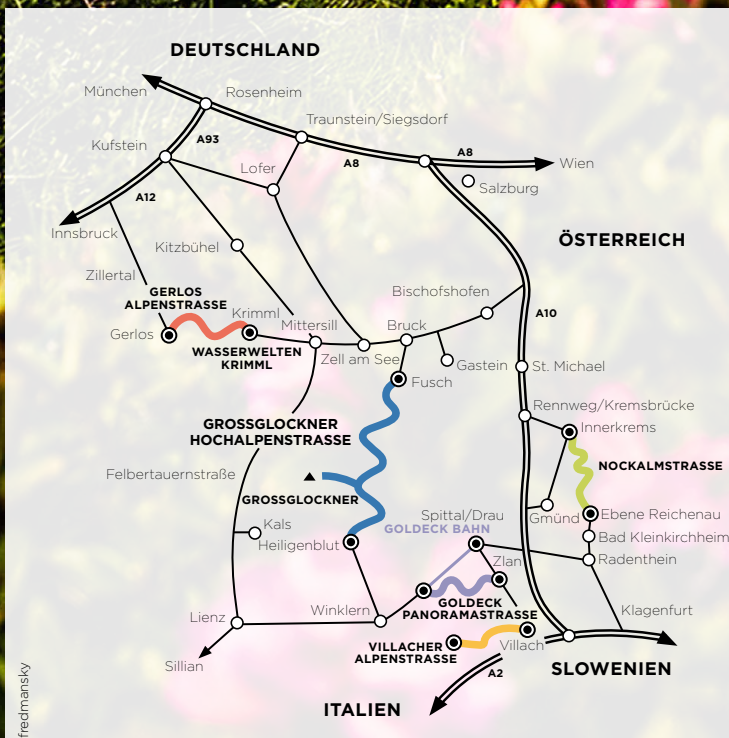 DEUTSCHLAND
München
Rosenheim
Traunstein/Siegsdorf
A93
Kufstein
A8
A8
Wien
Lofer
Salzburg
A12
Innsbruck
ÖSTERREICH
Kitzbühel
Zillertal
Bischofshofen
GERLOS
ALPENSTRASSE
Krimml
A10
Mittersill
Bruck
Gerlos
WASSERWELTEN
KRIMML
Zell am See
Gastein
St. Michael
Fusch
Rennweg/Kremsbrücke
GROSSGLOCKNER
HOCHALPENSTRASSE
Innerkrems
Felbertauernstraße
NOCKALMSTRASSE
GROSSGLOCKNER
Spittal/Drau
Gmünd
Ebene Reichenau
Kals
GOLDECK BAHN
Bad Kleinkirchheim
Heiligenblut
Zlan
Radenthein
GOLDECK
PANORAMASTRASSE
Lienz
Winklern
Klagenfurt
VILLACHER
ALPENSTRASSE
Villach
Sillian
A2
SLOWENIEN
ITALIEN
fredmansky